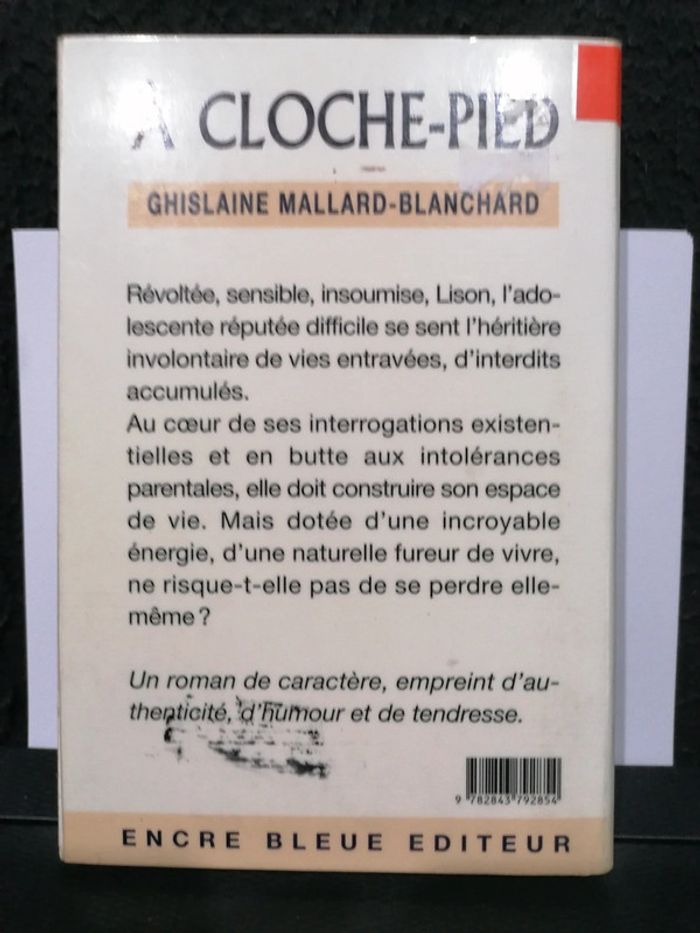 À CLOCHE-PIED
GHISLAINE MALLARD-BLANCHARD
Révoltée, sensible, insoumise, Lison, l'ado-
lescente réputée difficile se sent l'héritière
involontaire de vies entravées, d'interdits
accumulés.
Au cœur de ses interrogations existen-
tielles et en butte aux intolérances
parentales, elle doit construire son espace
de vie. Mais dotée d'une incroyable
énergie, d'une naturelle fureur de vivre,
ne risque-t-elle pas de se perdre elle-
même ?
Un roman de caractère, empreint d'au-
thenticité, d'humour et de tendresse.
9 782843 792854
ENCRE BLEUE EDITEUR